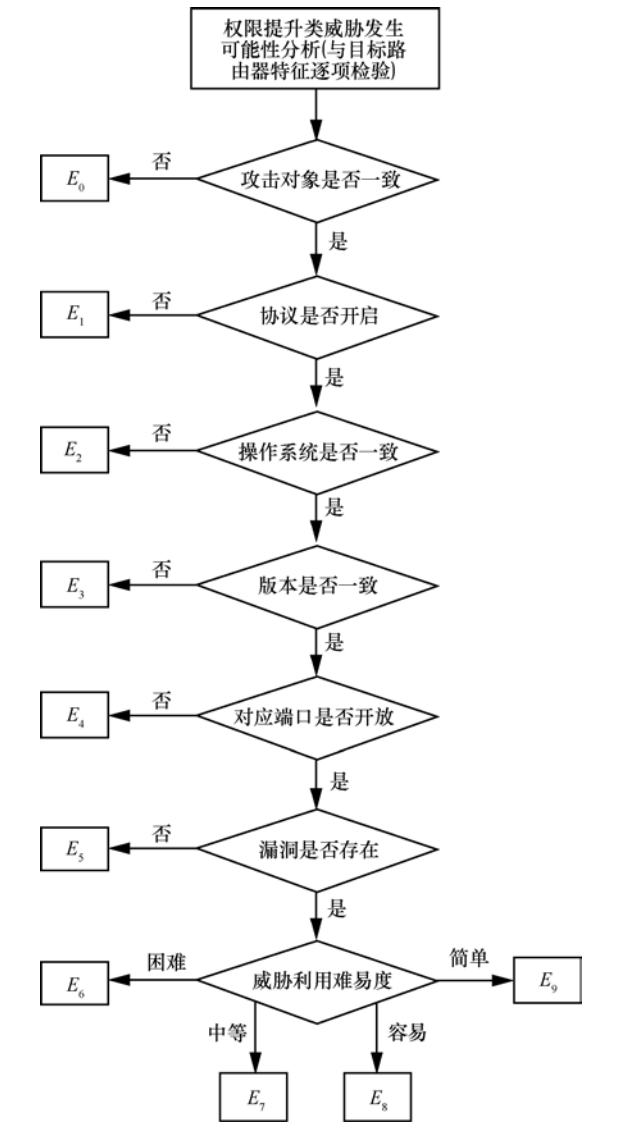 权限提升类威胁发生
可能性分析(与目标路
由器特征逐项检验)
否
E₀
攻击对象是否一致
是
否
E₁
协议是否开启
是
否
E₂
操作系统是否一致
是
否
E₃
版本是否一致
是
否
E₄
对应端口是否开放
是
否
E₅
漏洞是否存在
是
困难
E₆
威胁利用难易度
简单
E₉
中等
容易
E₇
E₈